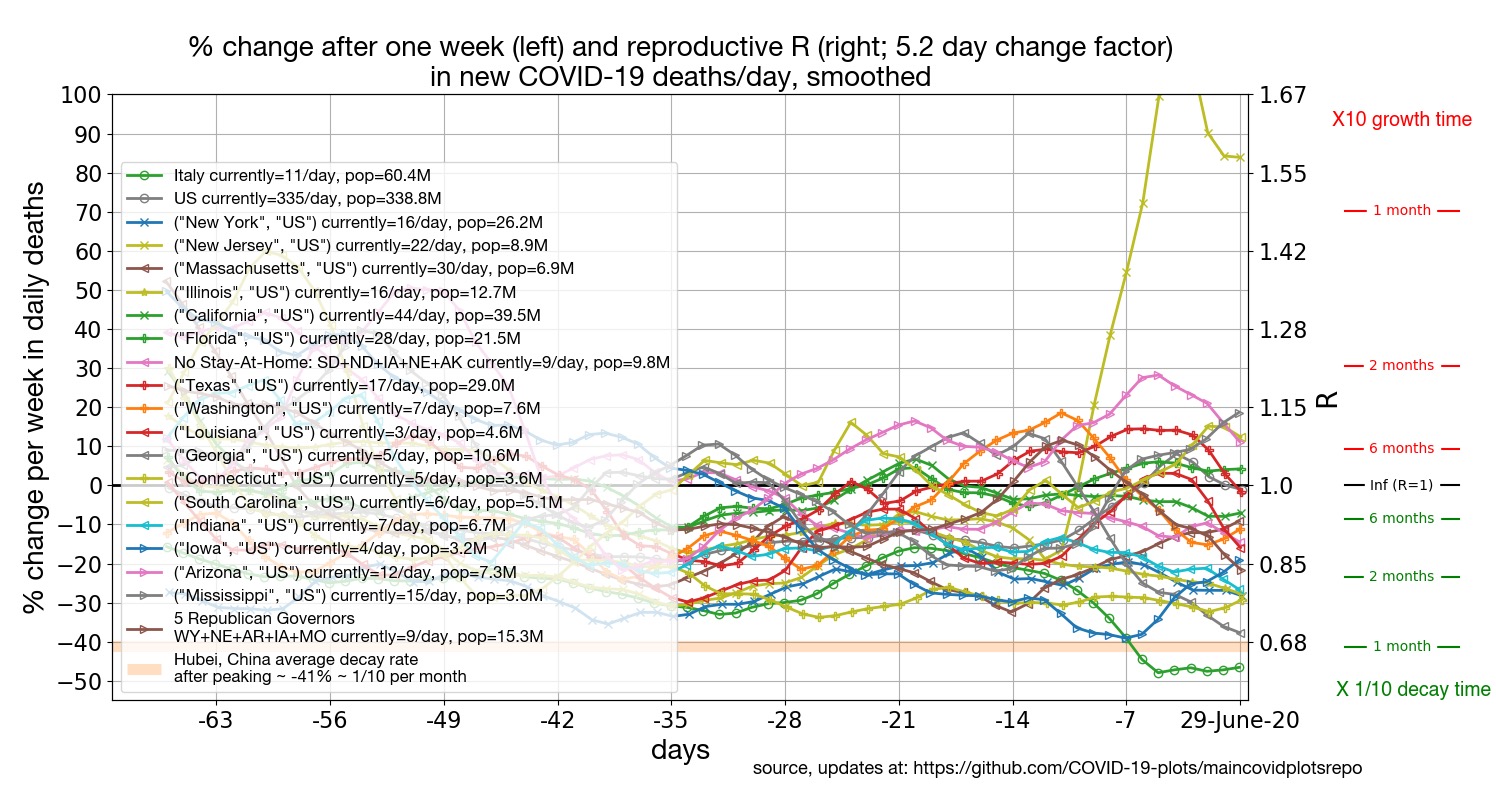 % change after one week (left) and reproductive R (right; 5.2 day change factor)
in new COVID-19 deaths/day, smoothed
% change per week in daily deaths
100
90
80
70
60
50
40
30
20
10
0
−10
−20
−30
−40
−50
Italy currently=11/day, pop=60.4M
US currently=335/day, pop=338.8M
("New York", "US") currently=16/day, pop=26.2M
("New Jersey", "US") currently=22/day, pop=8.9M
("Massachusetts", "US") currently=30/day, pop=6.9M
("Illinois", "US") currently=16/day, pop=12.7M
("California", "US") currently=44/day, pop=39.5M
("Florida", "US") currently=28/day, pop=21.5M
No Stay-At-Home: SD+ND+IA+NE+AK currently=9/day, pop=9.8M
("Texas", "US") currently=17/day, pop=29.0M
("Washington", "US") currently=7/day, pop=7.6M
("Louisiana", "US") currently=3/day, pop=4.6M
("Georgia", "US") currently=5/day, pop=10.6M
("Connecticut", "US") currently=5/day, pop=3.6M
("South Carolina", "US") currently=6/day, pop=5.1M
("Indiana", "US") currently=7/day, pop=6.7M
("Iowa", "US") currently=4/day, pop=3.2M
("Arizona", "US") currently=12/day, pop=7.3M
("Mississippi", "US") currently=15/day, pop=3.0M
5 Republican Governors
WY+NE+AR+IA+MO currently=9/day, pop=15.3M
Hubei, China average decay rate
after peaking ~ -41% ~ 1/10 per month
1.67
1.55
1.42
1.28
1.15
1.0
0.85
0.68
R
X10 growth time
1 month
2 months
6 months
Inf (R=1)
6 months
2 months
1 month
X 1/10 decay time
-63
-56
-49
-42
-35
-28
-21
-14
-7
29-June-20
days
source, updates at: https://github.com/COVID-19-plots/maincovidplotsrepo